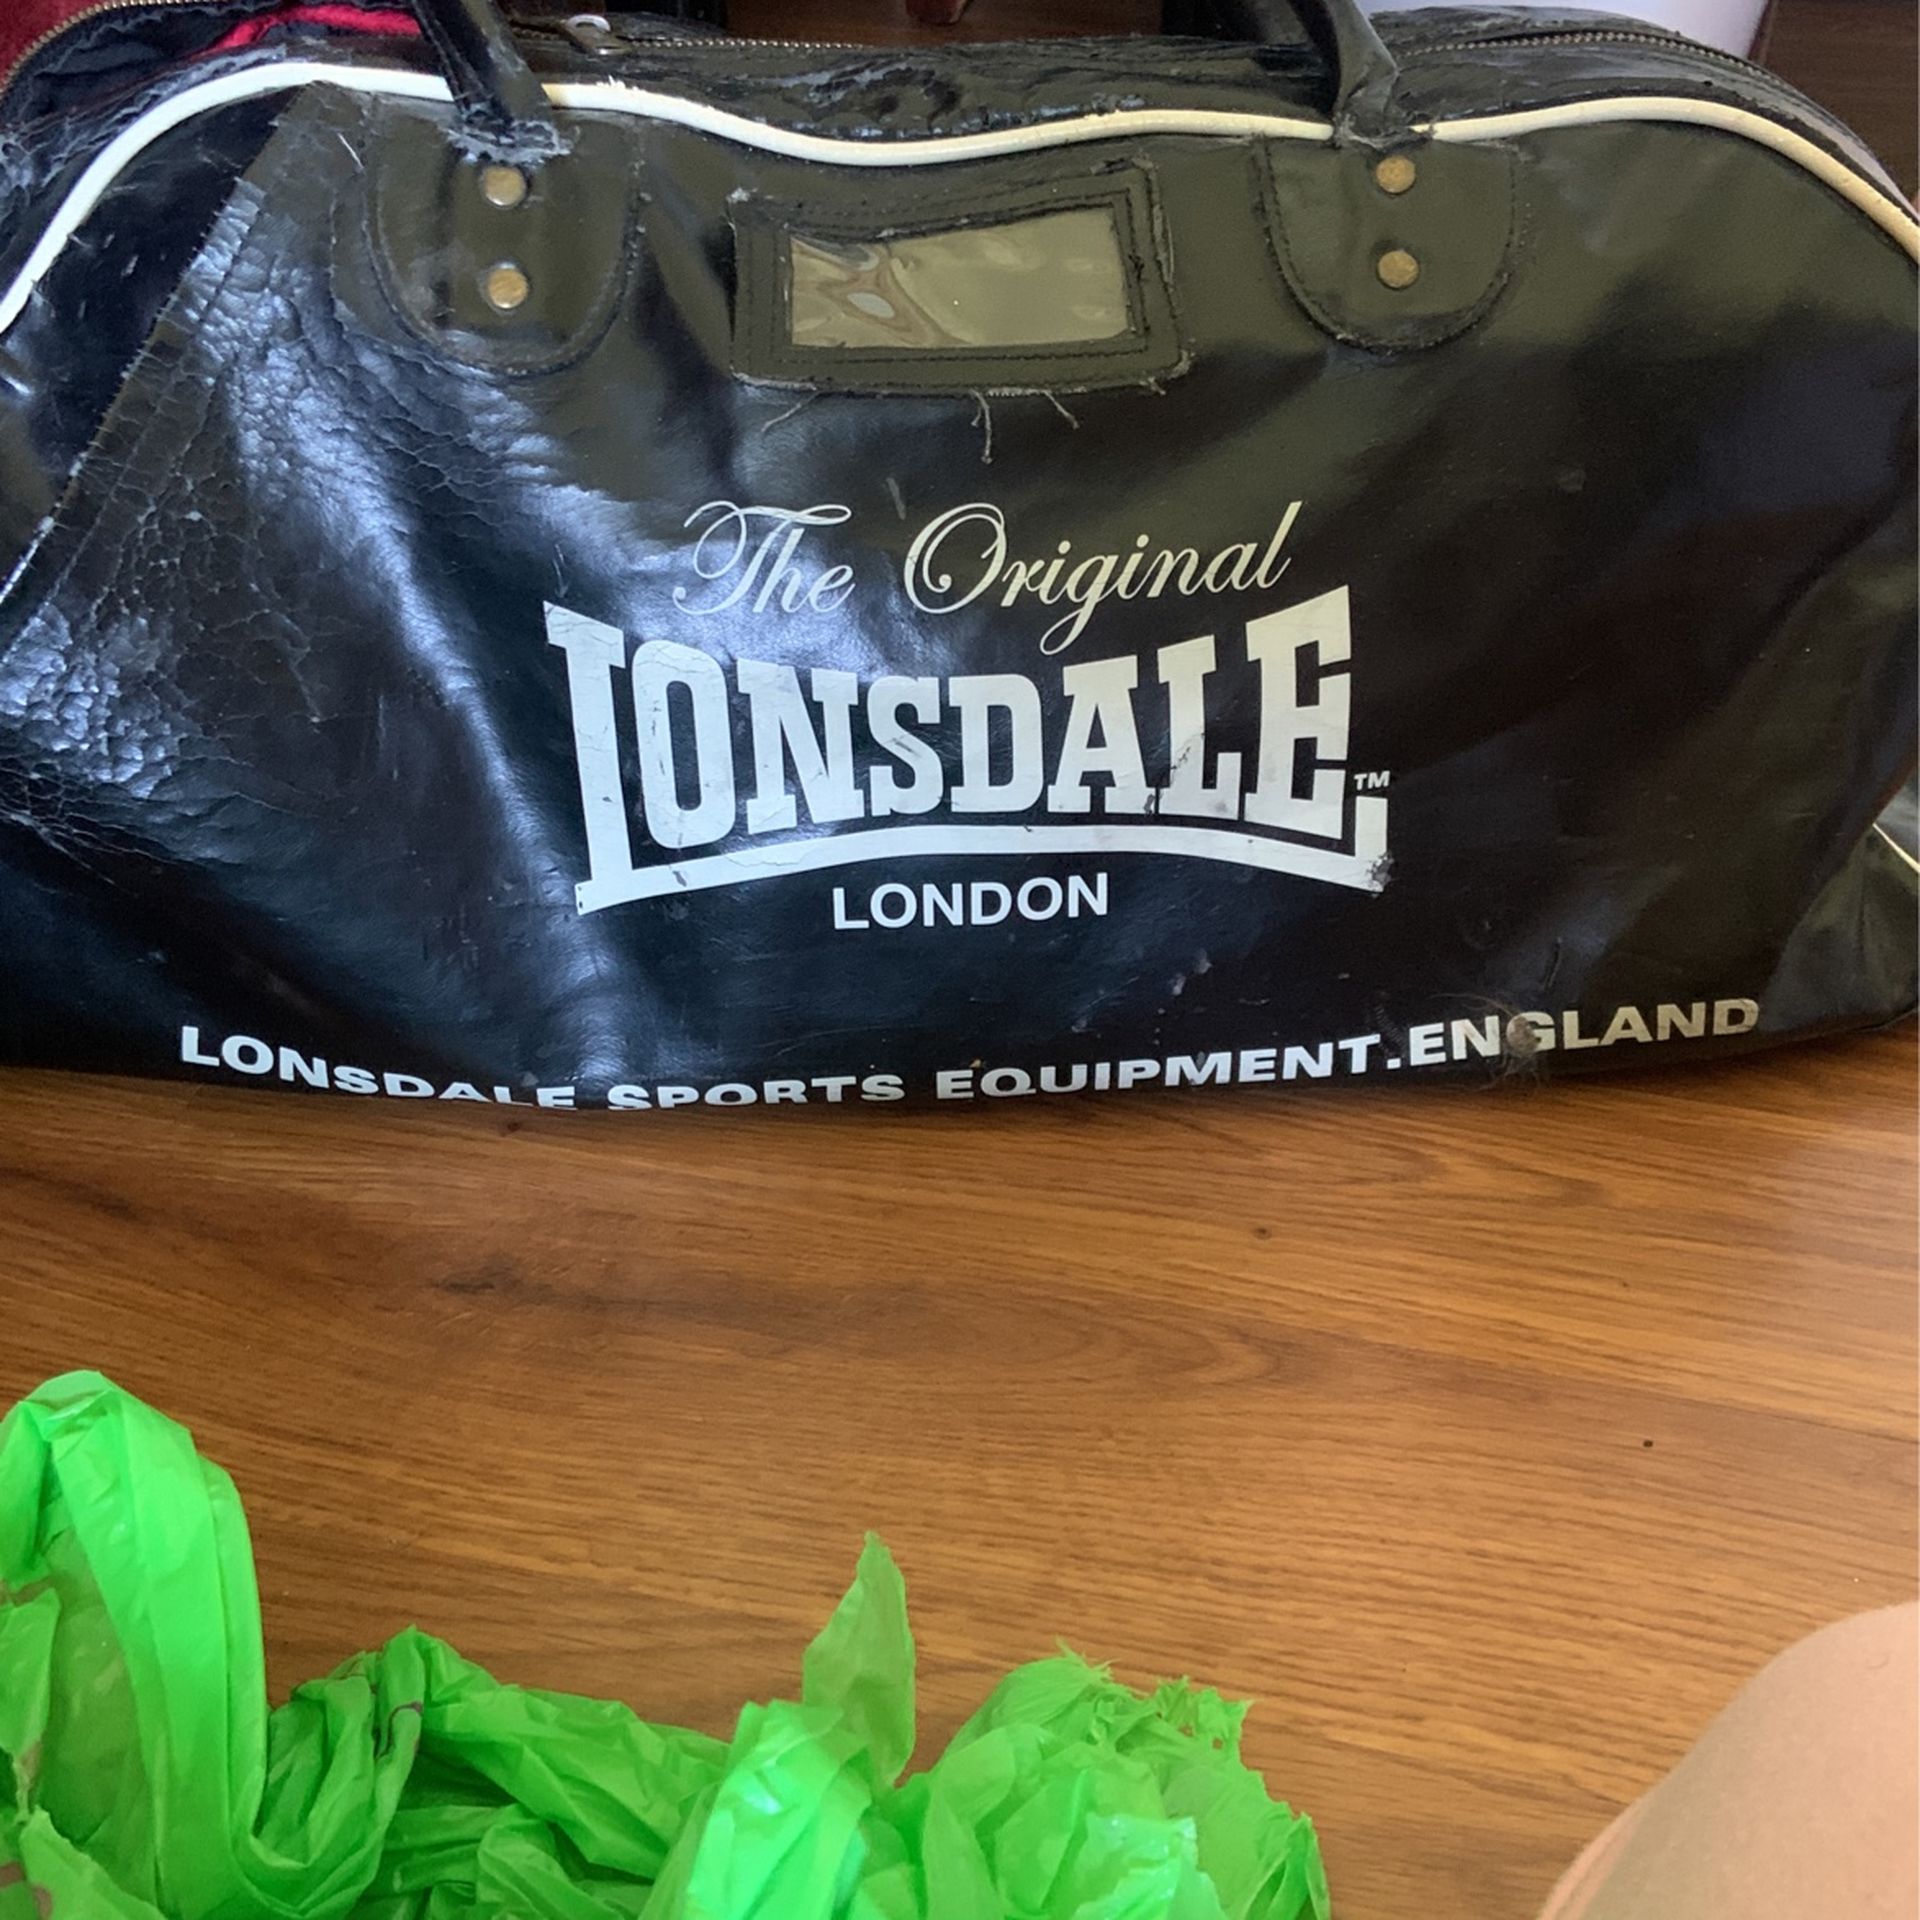 The Original
LONSDALE™
LONDON
LONSDALE SPORTS EQUIPMENT.ENGLAND